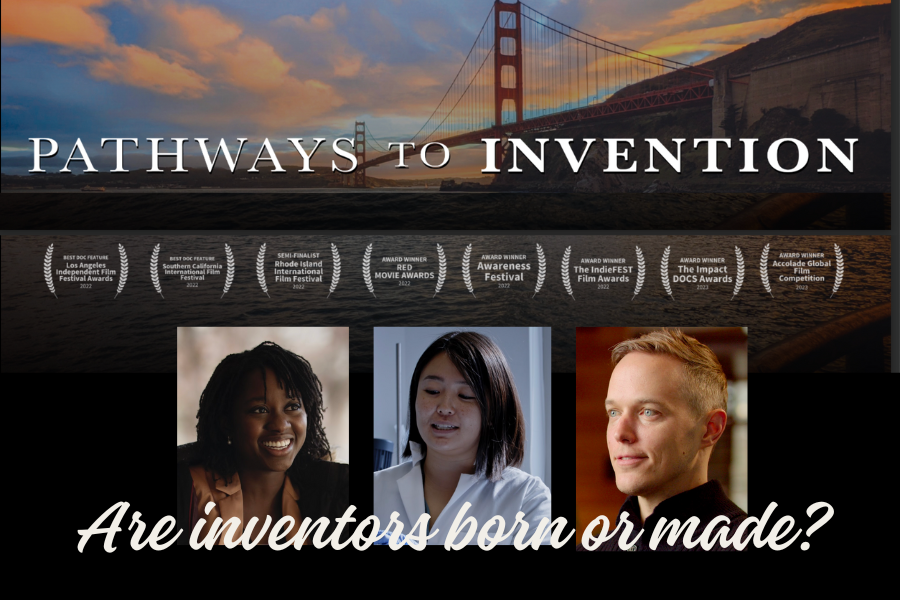 PATHWAYS TO INVENTION
BEST DOC FEATURE
Los Angeles
Independent Film
Festival Awards
2022
BEST DOC FEATURE
Southern California
International Film
Festival
2022
SEMI-FINALIST
Rhode Island
International
Film Festival
2022
AWARD WINNER
RED
MOVIE AWARDS
2022
AWARD WINNER
Awareness
Festival
2022
AWARD WINNER
The IndieFEST
Film Awards
2023
AWARD WINNER
The Impact
DOCS Awards
2023
AWARD WINNER
Accolade Global
Film
Competition
2023
Are inventors born or made?